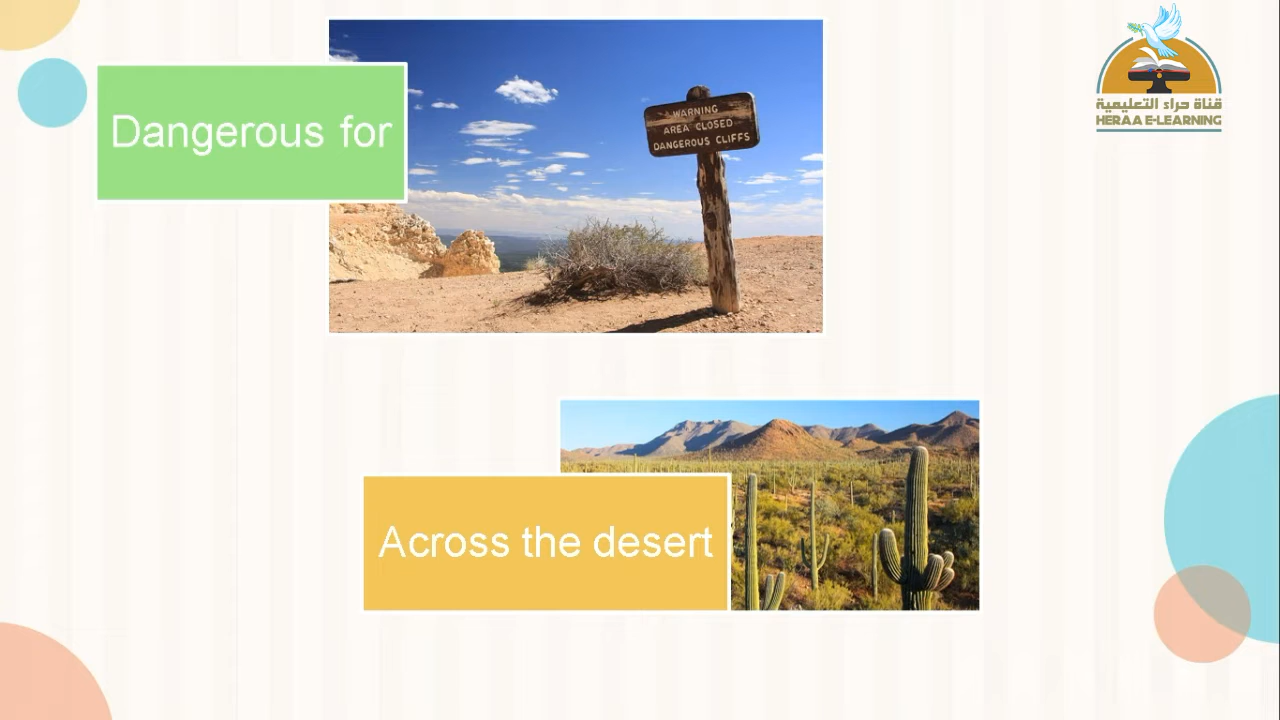 Dangerous for
WARNING
AREA CLOSED
DANGEROUS CLIFFS
قناة حراء التعليمية
HERAA E-LEARNING
Across the desert